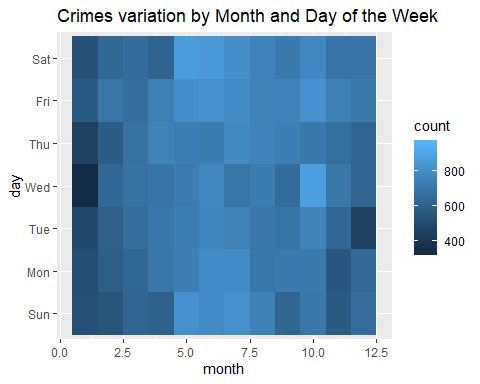 Crimes variation by Month and Day of the Week
Sat
Fri
Thu
Wed
Tue
Mon
Sun
day
0.0 2.5 5.0 7.5 10.0 12.5
month
count
800
600
400